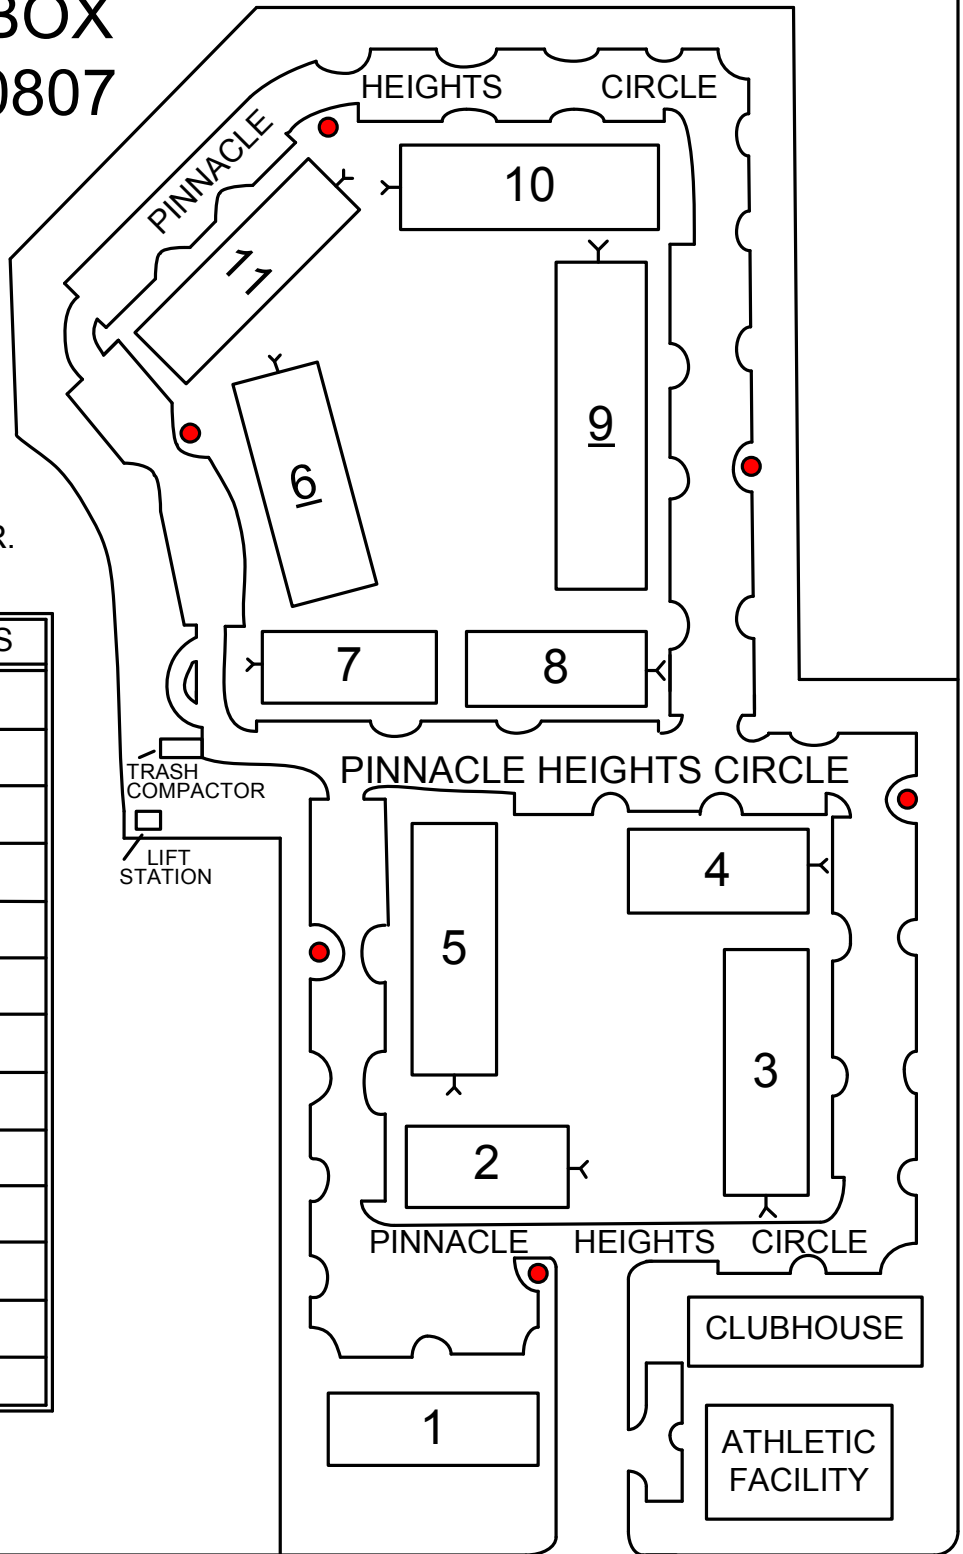 BOX
0807
HEIGHTS CIRCLE
PINNACLE
10
11
9
6
R.
S
7
8
TRASH
COMPACTOR
PINNACLE HEIGHTS CIRCLE
LIFT
STATION
4
5
3
2
PINNACLE HEIGHTS CIRCLE
CLUBHOUSE
1
ATHLETIC
FACILITY